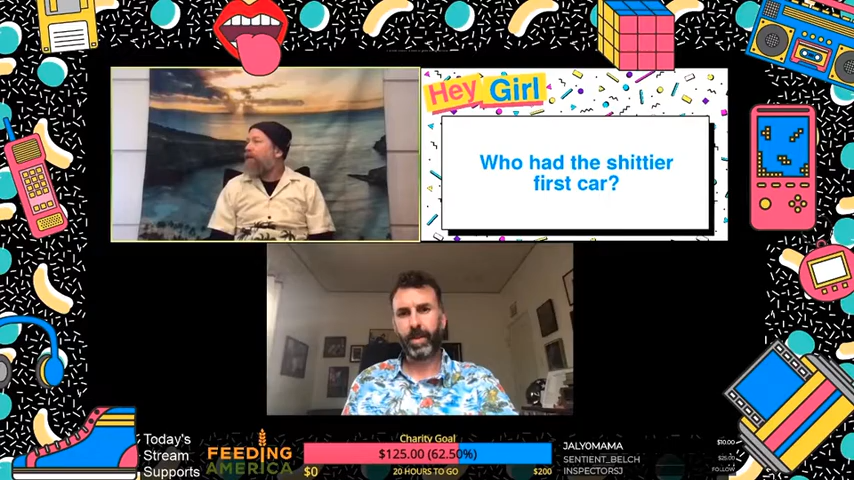 Hey Girl
Who had the shittier
first car?
Today's
Stream
Supports
FEEDING
AMERICA
Charity Goal
$125.00 (62.50%)
$0
20 HOURS TO GO
$200
JALYOMAMA
$10.00
SENTIENT_BELCH
$25.00
INSPECTORSJ
FOLLOW